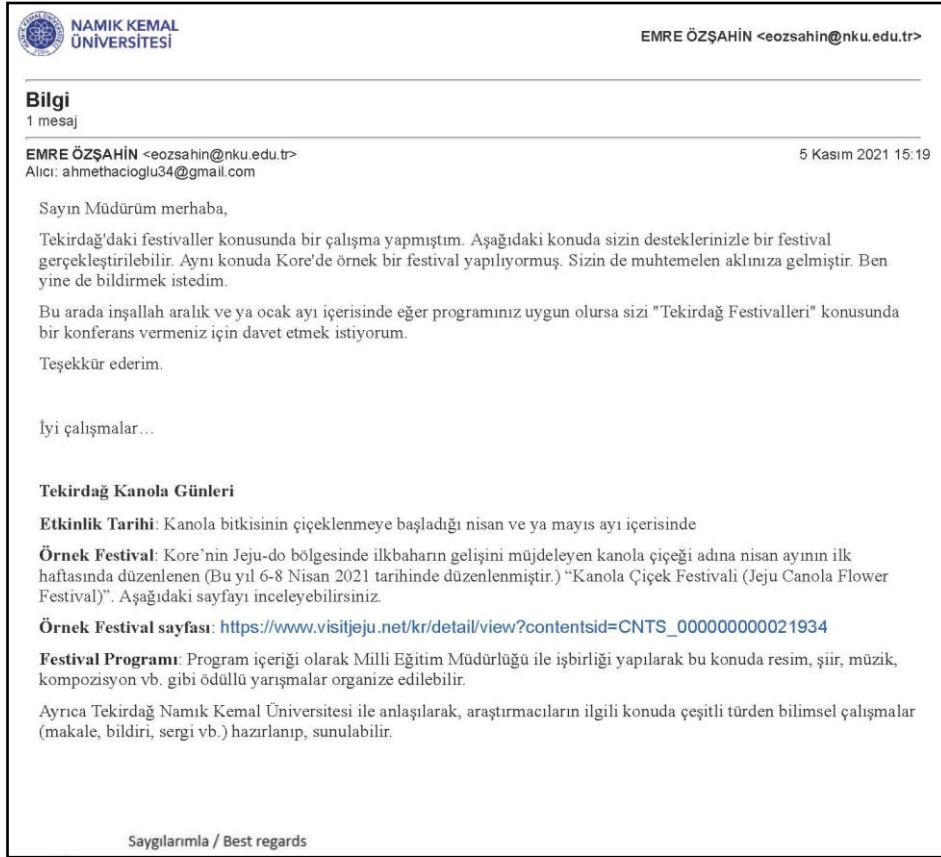 NAMIK KEMAL
ÜNİVERSİTESİ
EMRE ÖZŞAHİN <eozsahin@nku.edu.tr>
Bilgi
1 mesaj
EMRE ÖZŞAHİN <eozsahin@nku.edu.tr>
5 Kasım 2021 15:19
Alıcı: ahmethacioglu34@gmail.com
Sayın Müdürüm merhaba,
Tekirdağ'daki festivaller konusunda bir çalışma yapmıştım. Aşağıdaki konuda sizin desteklerinizle bir festival
gerçekleştirilebilir. Aynı konuda Kore'de örnek bir festival yapılıyormuş. Sizin de muhtemelen aklınıza gelmiştir. Ben
yine de bildirmek istedim.
Bu arada inşallah aralık ve ya ocak ayı içerisinde eğer programınız uygun olursa sizi "Tekirdağ Festivalleri" konusunda
bir konferans vermeniz için davet etmek istiyorum.
Teşekkür ederim.
İyi çalışmalar…
Tekirdağ Kanola Günleri
Etkinlik Tarihi: Kanola bitkisinin çiçeklenmeye başladığı nisan ve ya mayıs ayı içerisinde
Örnek Festival: Kore’nin Jeju-do bölgesinde ilkbaharın gelişini müjdeleyen kanola çiçeği adına nisan ayının ilk
haftasında düzenlenen (Bu yıl 6-8 Nisan 2021 tarihinde düzenlenmiştir.) “Kanola Çiçek Festivali (Jeju Canola Flower
Festival)”. Aşağıdaki sayfayı inceleyebilirsiniz.
Örnek Festival sayfası: https://www.visitjeju.net/kr/detail/view?contentsid=CNTS_000000000021934
Festival Programı: Program içeriği olarak Milli Eğitim Müdürlüğü ile işbirliği yapılarak bu konuda resim, şiir, müzik,
kompozisyon vb. gibi ödüllü yarışmalar organize edilebilir.
Ayrıca Tekirdağ Namık Kemal Üniversitesi ile anlaşılarak, araştırmacıların ilgili konuda çeşitli türden bilimsel çalışmalar
(makale, bildiri, sergi vb.) hazırlanıp, sunulabilir.
Saygılarımla / Best regards